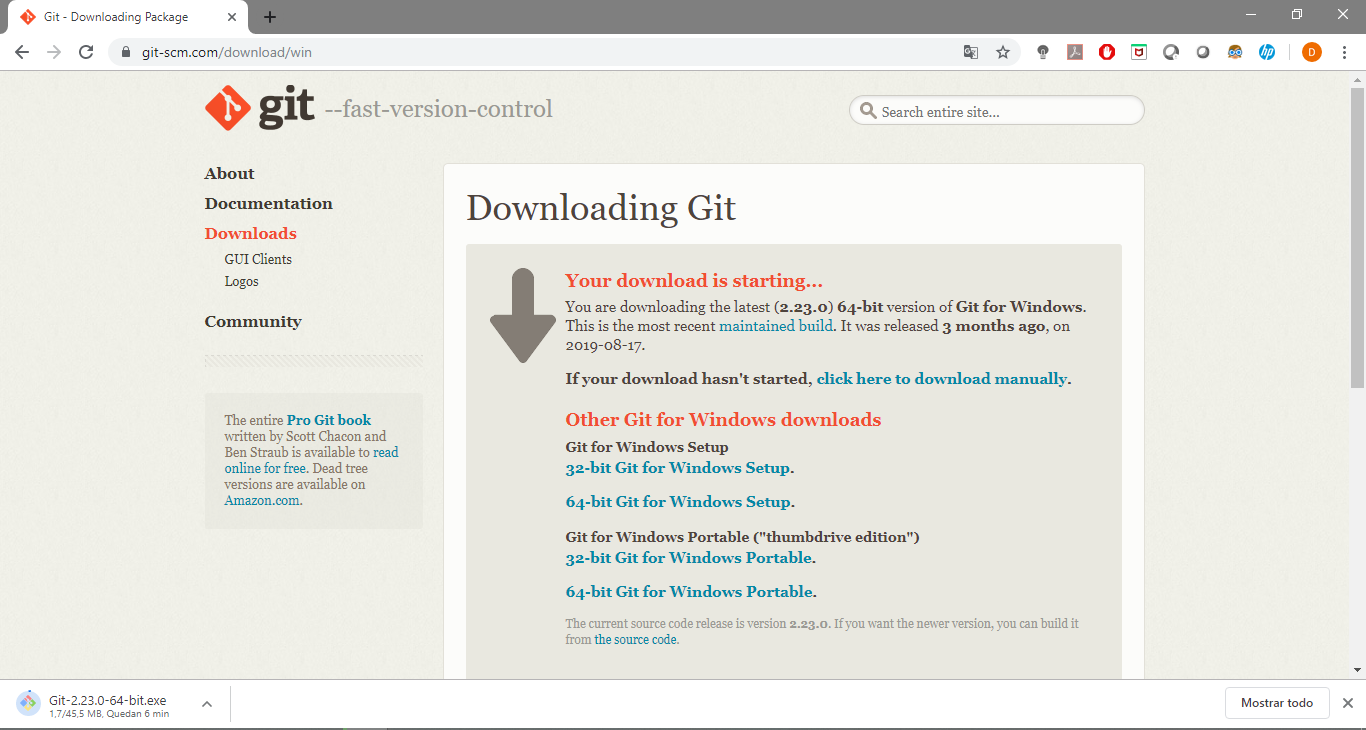 Git - Downloading Package
git-scm.com/download/win
D
git --fast-version-control
Search entire site...
About
Documentation
Downloads
GUI Clients
Logos
Community
The entire Pro Git book
written by Scott Chacon and
Ben Straub is available to read
online for free. Dead tree
versions are available on
Amazon.com.
Downloading Git
Your download is starting...
You are downloading the latest (2.23.0) 64-bit version of Git for Windows.
This is the most recent maintained build. It was released 3 months ago, on
2019-08-17.
If your download hasn't started, click here to download manually.
Other Git for Windows downloads
Git for Windows Setup
32-bit Git for Windows Setup.
64-bit Git for Windows Setup.
Git for Windows Portable ("thumbdrive edition")
32-bit Git for Windows Portable.
64-bit Git for Windows Portable.
The current source code release is version 2.23.0. If you want the newer version, you can build it
from the source code.
Git-2.23.0-64-bit.exe
1,7/45,5 MB, Quedan 6 min
Mostrar todo